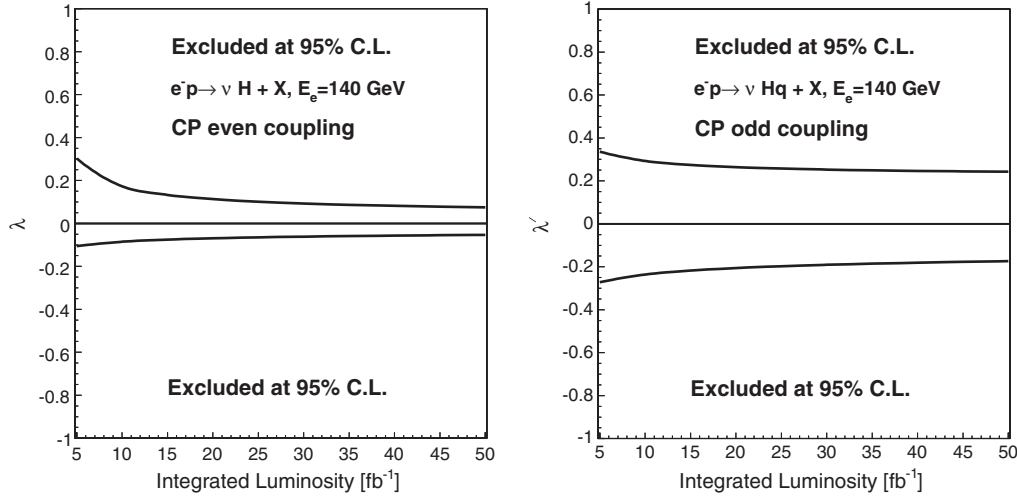 1
0.8
0.6
0.4
0.2
0
-0.2
-0.4
-0.6
-0.8
-1
λ
Excluded at 95% C.L.
e⁻p→ ν H + X, Eₑ=140 GeV
CP even coupling
Excluded at 95% C.L.
5 10 15 20 25 30 35 40 45 50
Integrated Luminosity [fb⁻¹]
1
0.8
0.6
0.4
0.2
0
-0.2
-0.4
-0.6
-0.8
-1
λ′
Excluded at 95% C.L.
e⁻p→ ν Hq + X, Eₑ=140 GeV
CP odd coupling
Excluded at 95% C.L.
5 10 15 20 25 30 35 40 45 50
Integrated Luminosity [fb⁻¹]